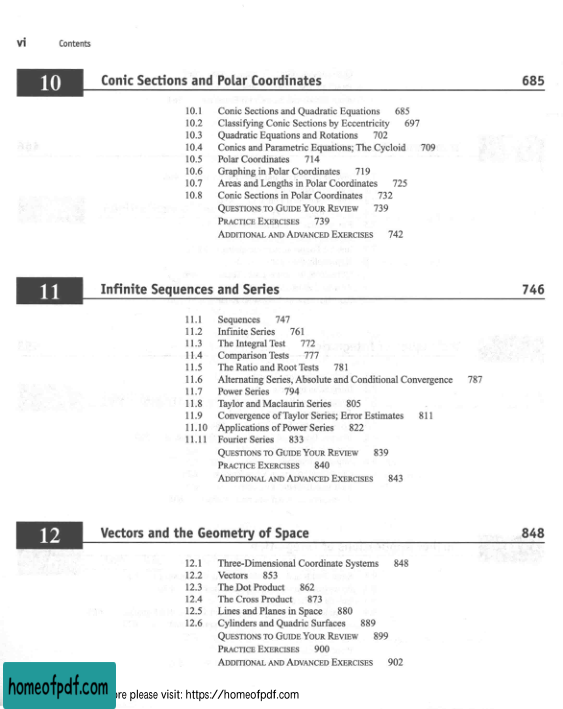 vi Contents
10 Conic Sections and Polar Coordinates 685
10.1 Conic Sections and Quadratic Equations 685
10.2 Classifying Conic Sections by Eccentricity 697
10.3 Quadratic Equations and Rotations 702
10.4 Conics and Parametric Equations; The Cycloid 709
10.5 Polar Coordinates 714
10.6 Graphing in Polar Coordinates 719
10.7 Areas and Lengths in Polar Coordinates 725
10.8 Conic Sections in Polar Coordinates 732
QUESTIONS TO GUIDE YOUR REVIEW 739
PRACTICE EXERCISES 739
ADDITIONAL AND ADVANCED EXERCISES 742
11 Infinite Sequences and Series 746
11.1 Sequences 747
11.2 Infinite Series 761
11.3 The Integral Test 772
11.4 Comparison Tests 777
11.5 The Ratio and Root Tests 781
11.6 Alternating Series, Absolute and Conditional Convergence 787
11.7 Power Series 794
11.8 Taylor and Maclaurin Series 805
11.9 Convergence of Taylor Series; Error Estimates 811
11.10 Applications of Power Series 822
11.11 Fourier Series 833
QUESTIONS TO GUIDE YOUR REVIEW 839
PRACTICE EXERCISES 840
ADDITIONAL AND ADVANCED EXERCISES 843
12 Vectors and the Geometry of Space 848
12.1 Three-Dimensional Coordinate Systems 848
12.2 Vectors 853
12.3 The Dot Product 862
12.4 The Cross Product 873
12.5 Lines and Planes in Space 880
12.6 Cylinders and Quadric Surfaces 889
QUESTIONS TO GUIDE YOUR REVIEW 899
PRACTICE EXERCISES 900
ADDITIONAL AND ADVANCED EXERCISES 902
homeofpdf.com
please visit: https://homeofpdf.com